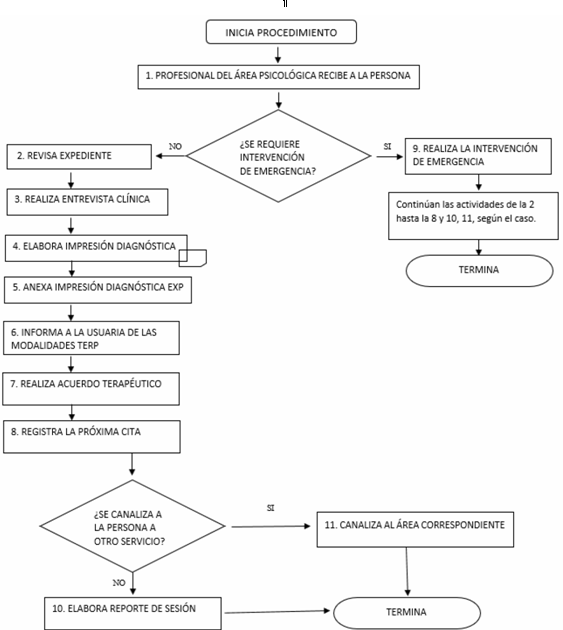 ¶
INICIA PROCEDIMIENTO
1. PROFESIONAL DEL ÁREA PSICOLÓGICA RECIBE A LA PERSONA
¿SE REQUIERE
INTERVENCIÓN
DE EMERGENCIA?
NO
SI
2. REVISA EXPEDIENTE
9. REALIZA LA INTERVENCIÓN
DE EMERGENCIA
3. REALIZA ENTREVISTA CLÍNICA
Continúan las actividades de la 2
hasta la 8 y 10, 11, según el caso.
4. ELABORA IMPRESIÓN DIAGNÓSTICA
TERMINA
5. ANEXA IMPRESIÓN DIAGNÓSTICA EXP
6. INFORMA A LA USUARIA DE LAS
MODALIDADES TERP
7. REALIZA ACUERDO TERAPÉUTICO
8. REGISTRA LA PRÓXIMA CITA
¿SE CANALIZA A
LA PERSONA A
OTRO SERVICIO?
SI
11. CANALIZA AL ÁREA CORRESPONDIENTE
NO
10. ELABORA REPORTE DE SESIÓN
TERMINA